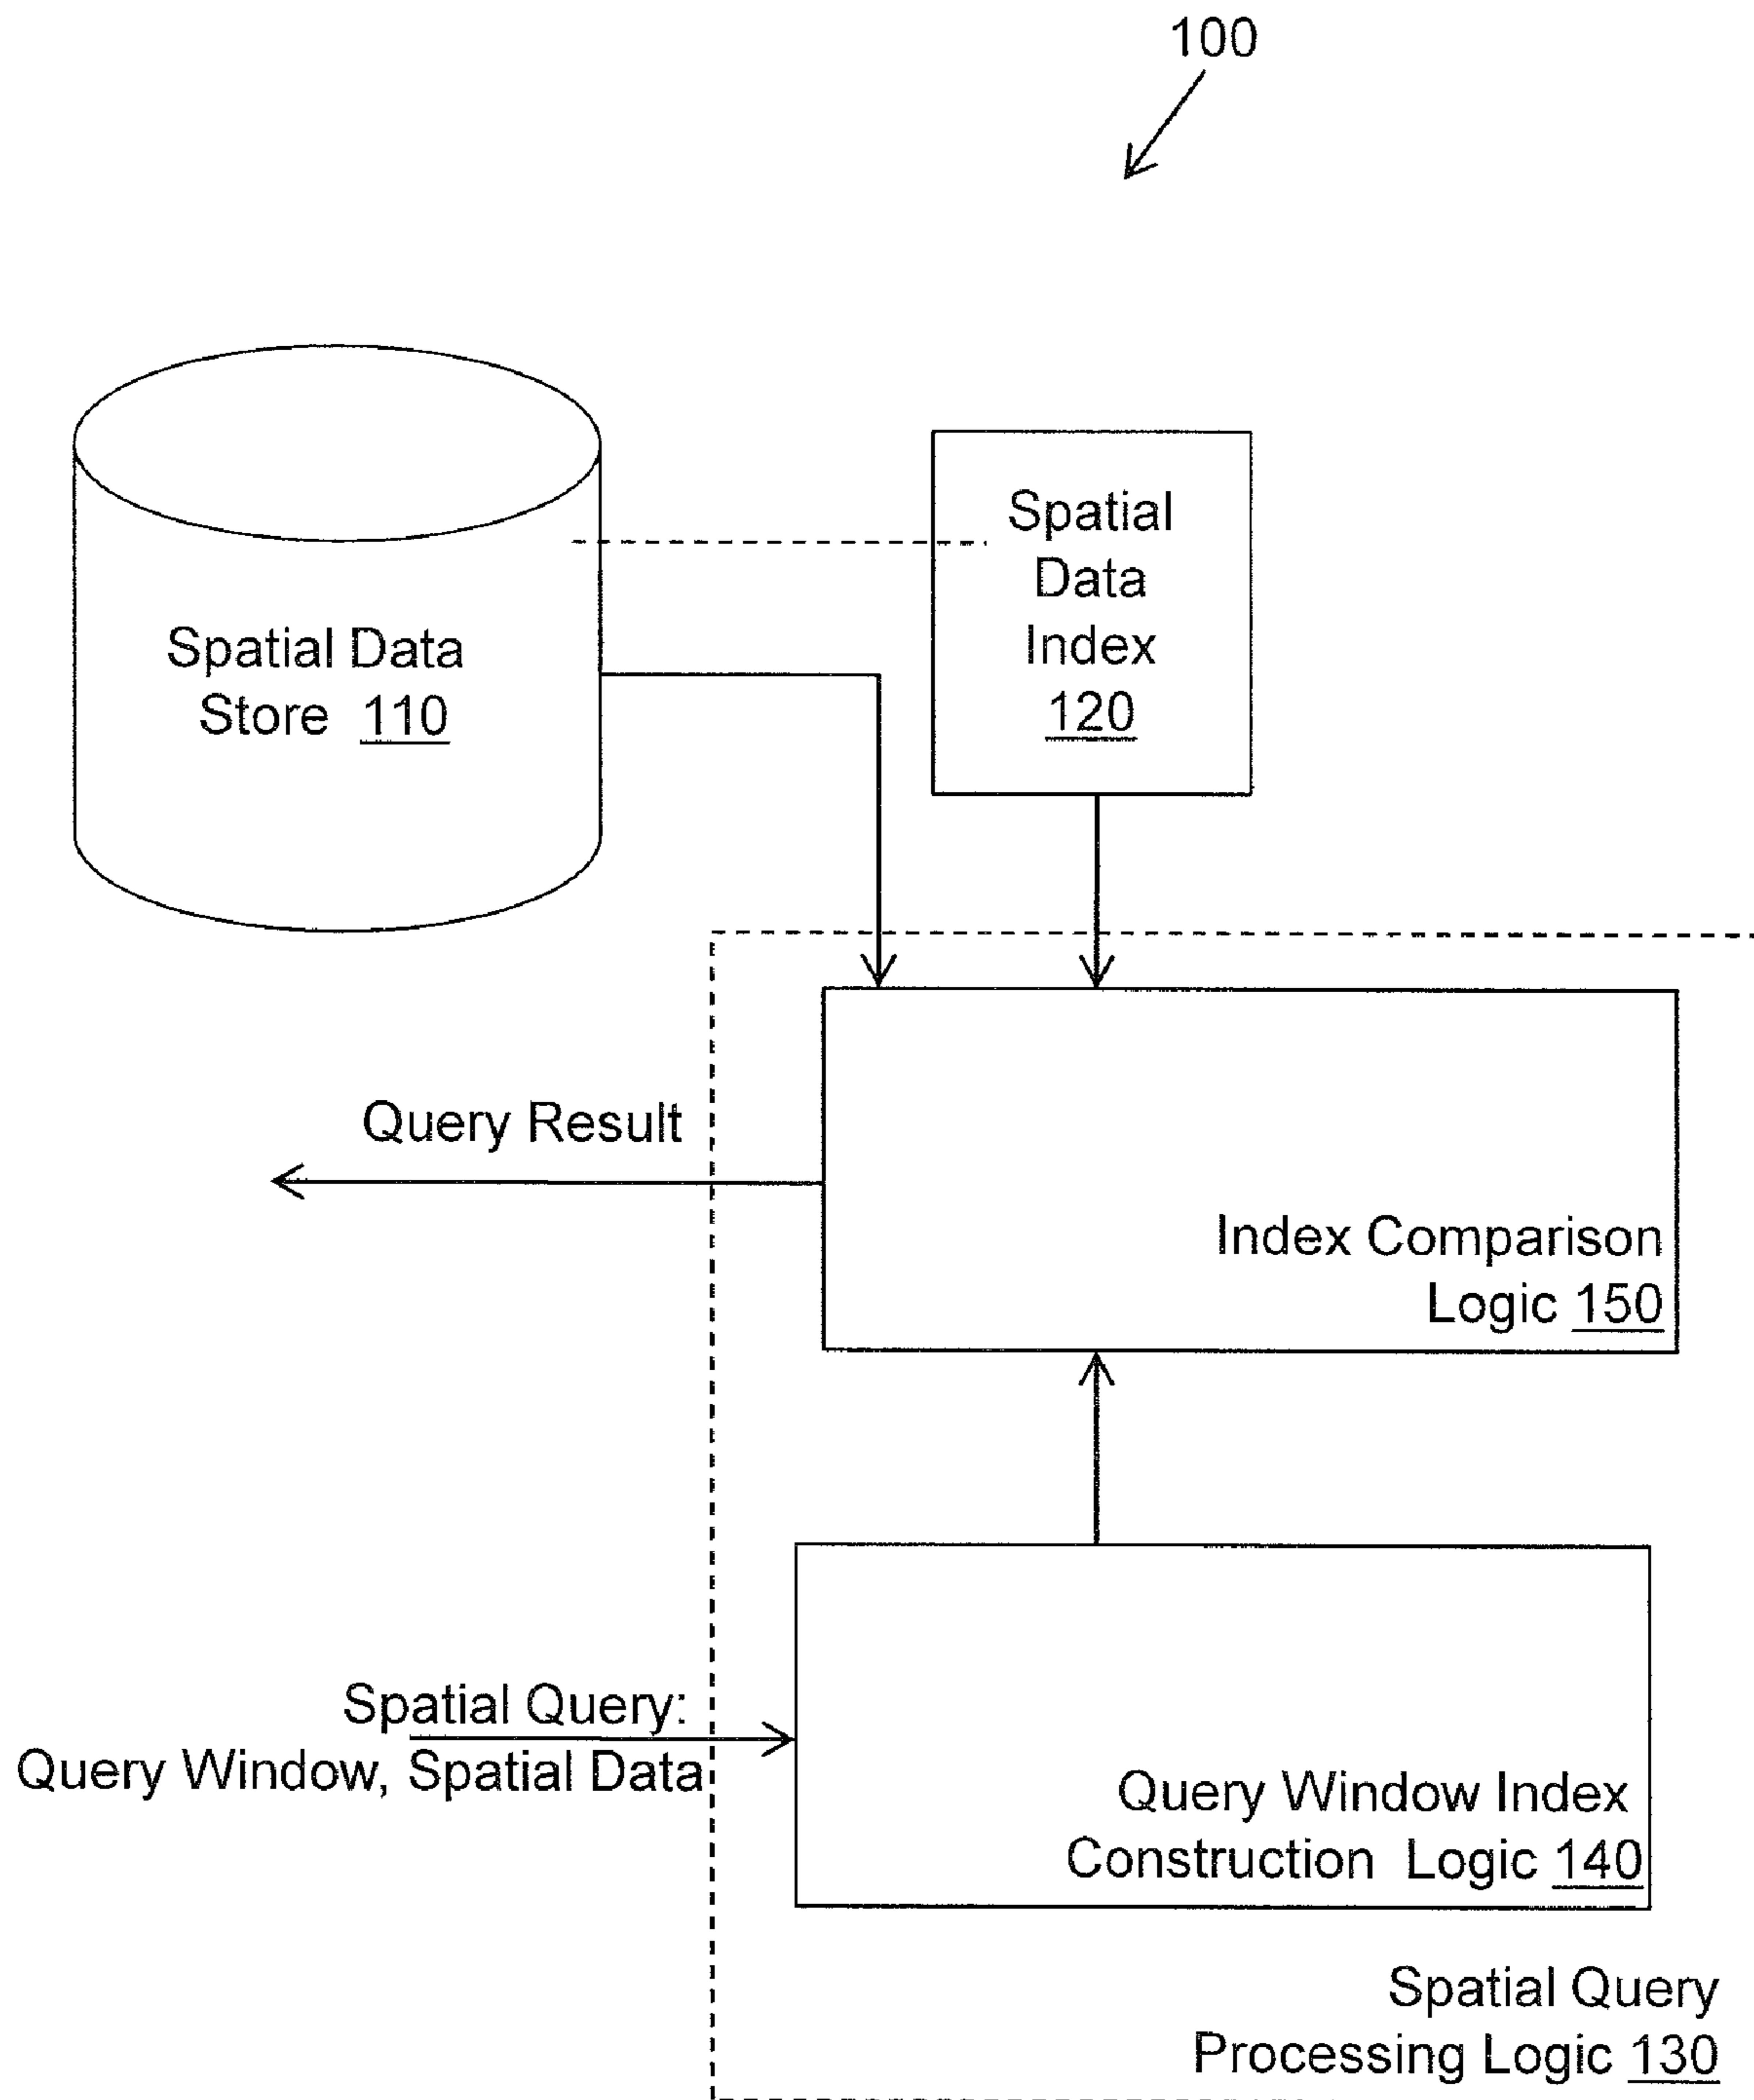 100
Spatial
Data
Index
120
Spatial Data
Store 110
Query Result
Index Comparison
Logic 150
Spatial Query:
Query Window, Spatial Data
Query Window Index
Construction Logic 140
Spatial Query
Processing Logic 130